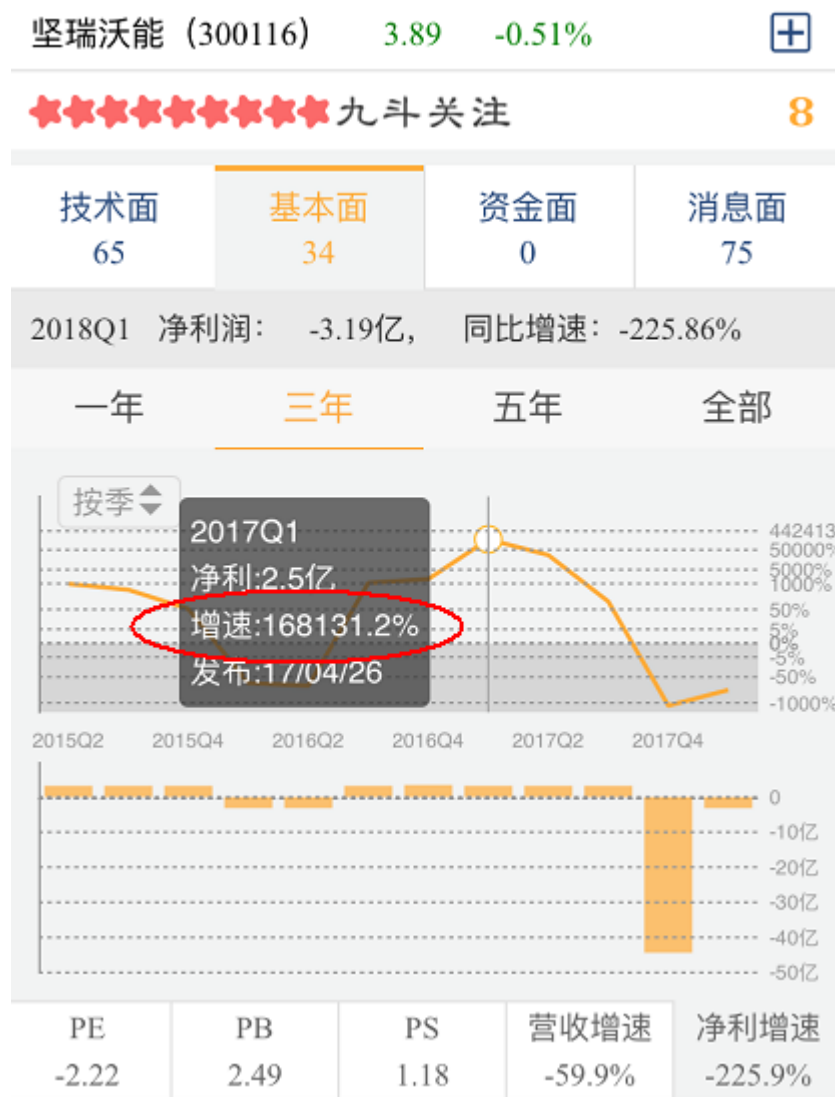 坚瑞沃能（300116） 3.89 -0.51%
九斗关注 8
技术面 基本面 资金面 消息面
65 34 0 75
2018Q1 净利润： -3.19亿, 同比增速：-225.86%
一年 三年 五年 全部
按季
2017Q1
净利:2.5亿
增速:168131.2%
发布:17/04/26
442413
50000%
5000%
1000%
50%
5%
0%
-5%
-50%
-1000%
2015Q2 2015Q4 2016Q2 2016Q4 2017Q2 2017Q4
0
-10亿
-20亿
-30亿
-40亿
-50亿
PE PB PS 营收增速 净利增速
-2.22 2.49 1.18 -59.9% -225.9%